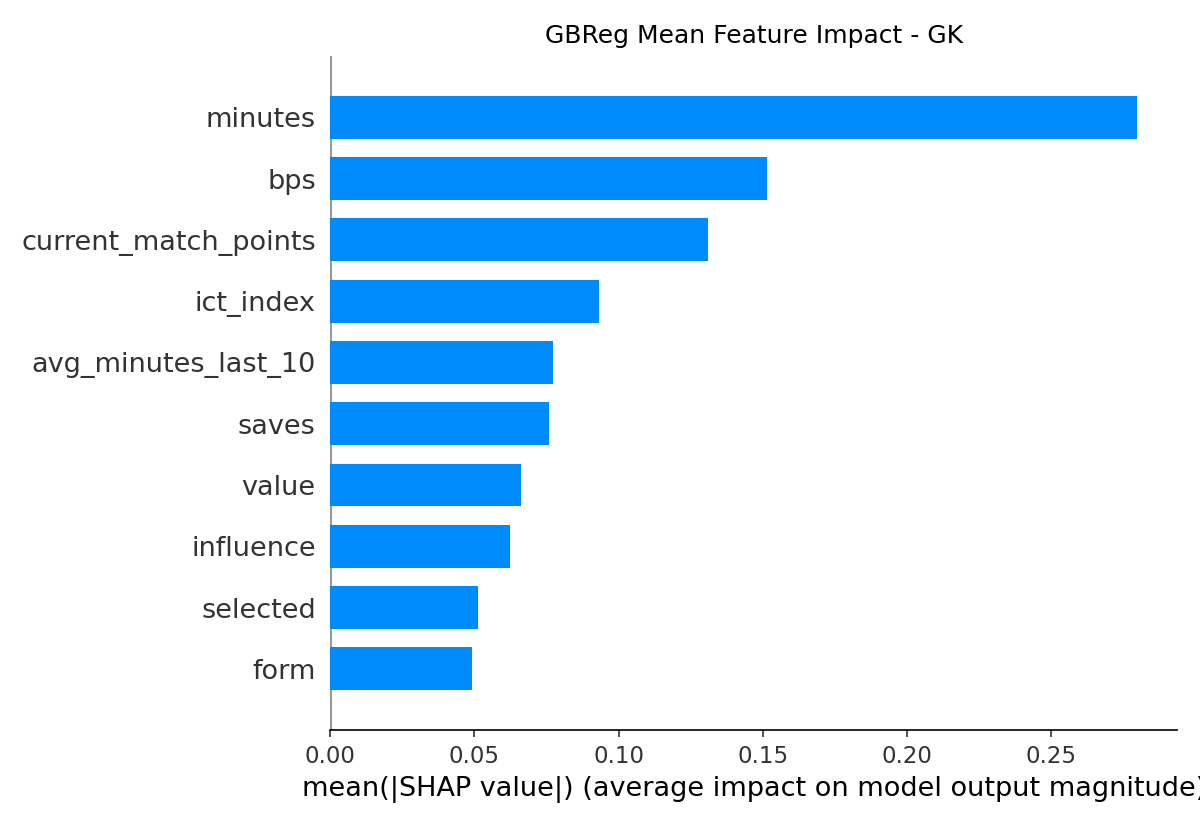 GBReg Mean Feature Impact - GK
minutes
bps
current_match_points
ict_index
avg_minutes_last_10
saves
value
influence
selected
form
0.00 0.05 0.10 0.15 0.20 0.25
mean(|SHAP value|) (average impact on model output magnitude)